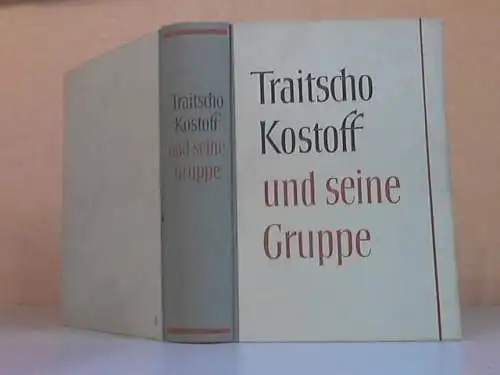 Traitscho
Kostoff
und seine
Gruppe
Traitscho
Kostoff
und seine
Gruppe